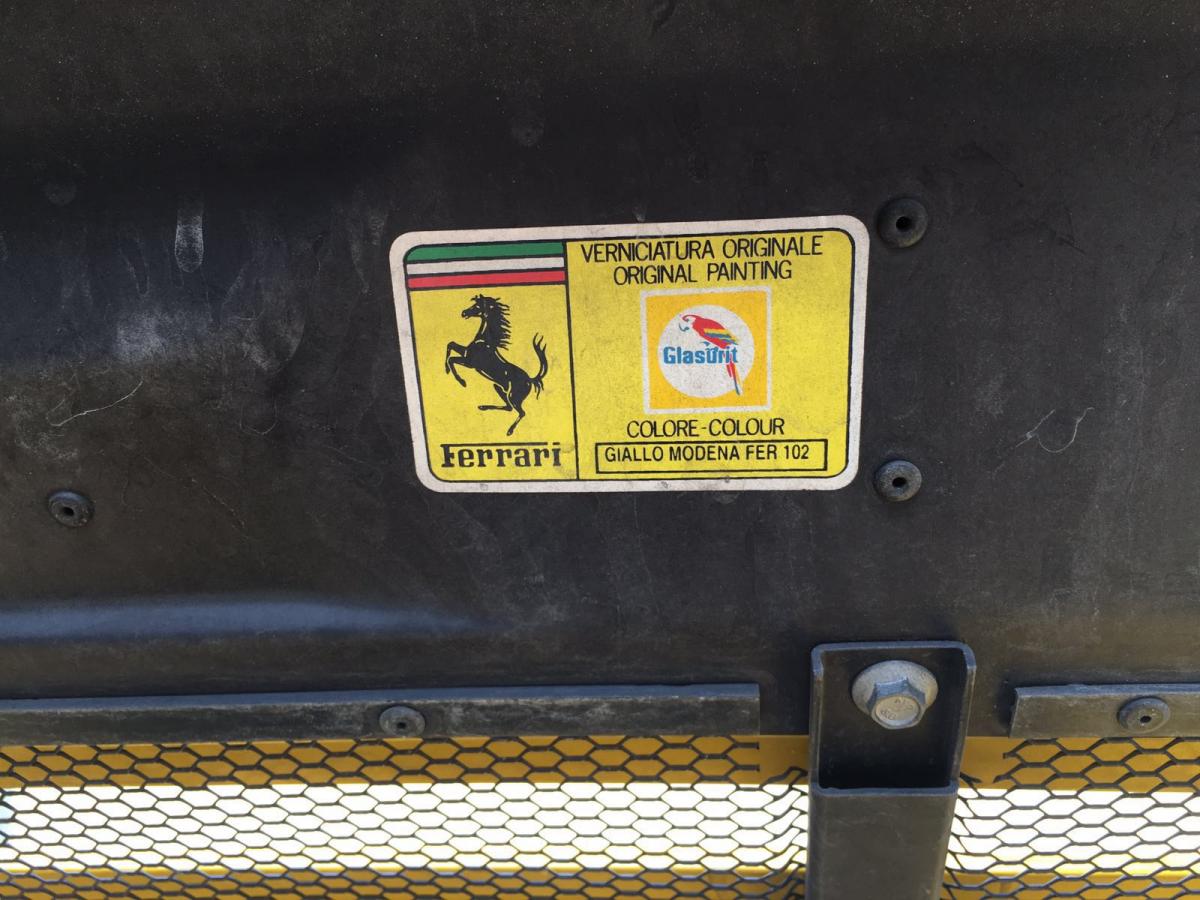 VERNICIATURA ORIGINALE
ORIGINAL PAINTING
Glasurit
COLORE-COLOUR
GIALLO MODENA FER 102
Ferrari